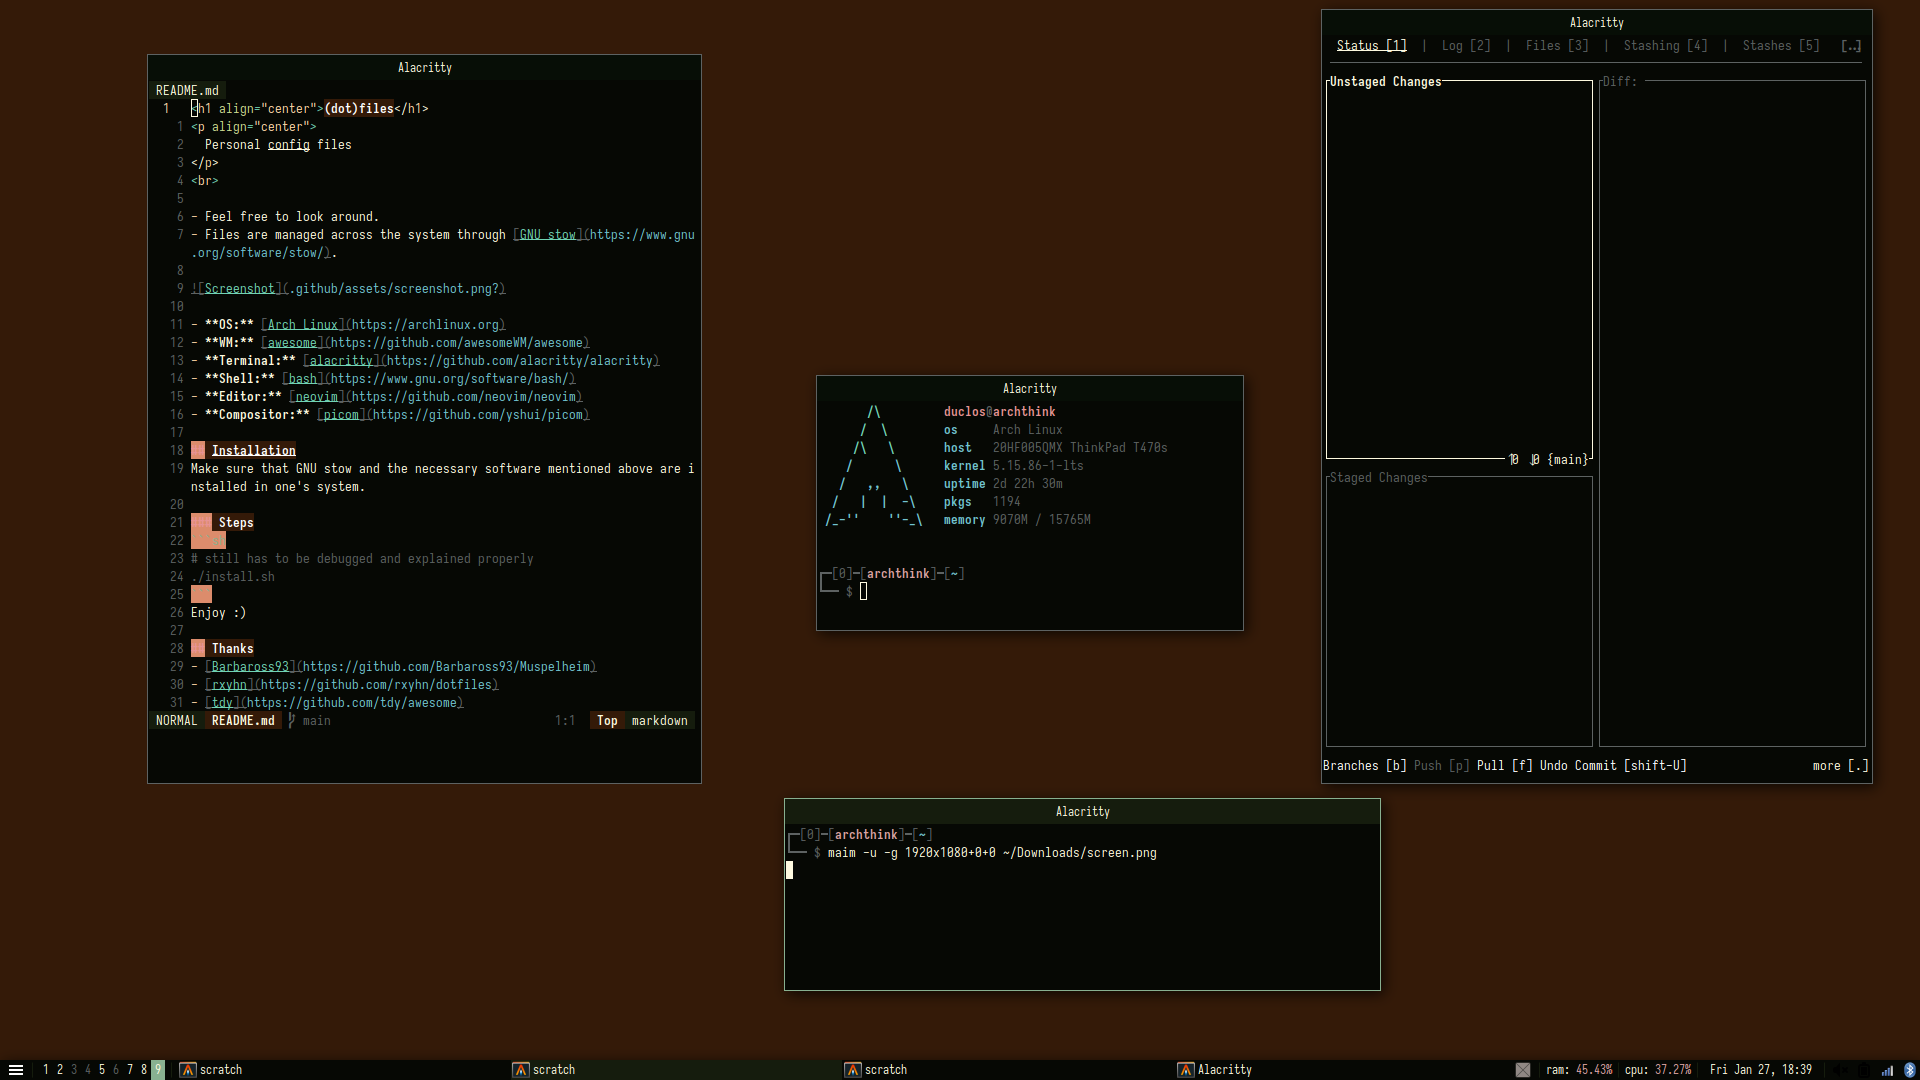 Alacritty
README.md
1 <h1 align="center">(dot)files</h1>
1 <p align="center">
2 Personal config files
3 </p>
4 <br>
5
6 - Feel free to look around.
7 - Files are managed across the system through [GNU stow](https://www.gnu
.org/software/stow/).
8
9 ![Screenshot](.github/assets/screenshot.png?)
10
11 - **OS:** [Arch Linux](https://archlinux.org)
12 - **WM:** [awesome](https://github.com/awesomeWM/awesome)
13 - **Terminal:** [alacritty](https://github.com/alacritty/alacritty)
14 - **Shell:** [bash](https://www.gnu.org/software/bash/)
15 - **Editor:** [neovim](https://github.com/neovim/neovim)
16 - **Compositor:** [picom](https://github.com/yshui/picom)
17
18 ## Installation
19 Make sure that GNU stow and the necessary software mentioned above are i
nstalled in one's system.
20
21 ### Steps
22
23 # still has to be debugged and explained properly
24 ./install.sh
25
26 Enjoy :)
27
28 ## Thanks
29 - [Barbaross93](https://github.com/Barbaross93/Muspelheim)
30 - [rxyhn](https://github.com/rxyhn/dotfiles)
31 - [tdy](https://github.com/tdy/awesome)
NORMAL README.md main 1:1 Top markdown
Alacritty
/\ duclos@archthink
/ \ os Arch Linux
/\ \ host 20HF005QMX ThinkPad T470s
/ \ kernel 5.15.86-1-lts
/ ,, \ uptime 2d 22h 30m
/ | | -\ pkgs 1194
/_-'' ''-_\ memory 9070M / 15765M
┌─[0]─[archthink]─[~]
└── $
Alacritty
Status [1] | Log [2] | Files [3] | Stashing [4] | Stashes [5] [..]
Unstaged Changes
↑0 ↓0 {main}
Staged Changes
Diff:
Branches [b] Push [p] Pull [f] Undo Commit [shift-U] more [.]
Alacritty
┌─[0]─[archthink]─[~]
└── $ maim -u -g 1920x1080+0+0 ~/Downloads/screen.png
1 2 3 4 5 6 7 8 9 scratch scratch scratch Alacritty ram: 45.43% cpu: 37.27% Fri Jan 27, 18:39